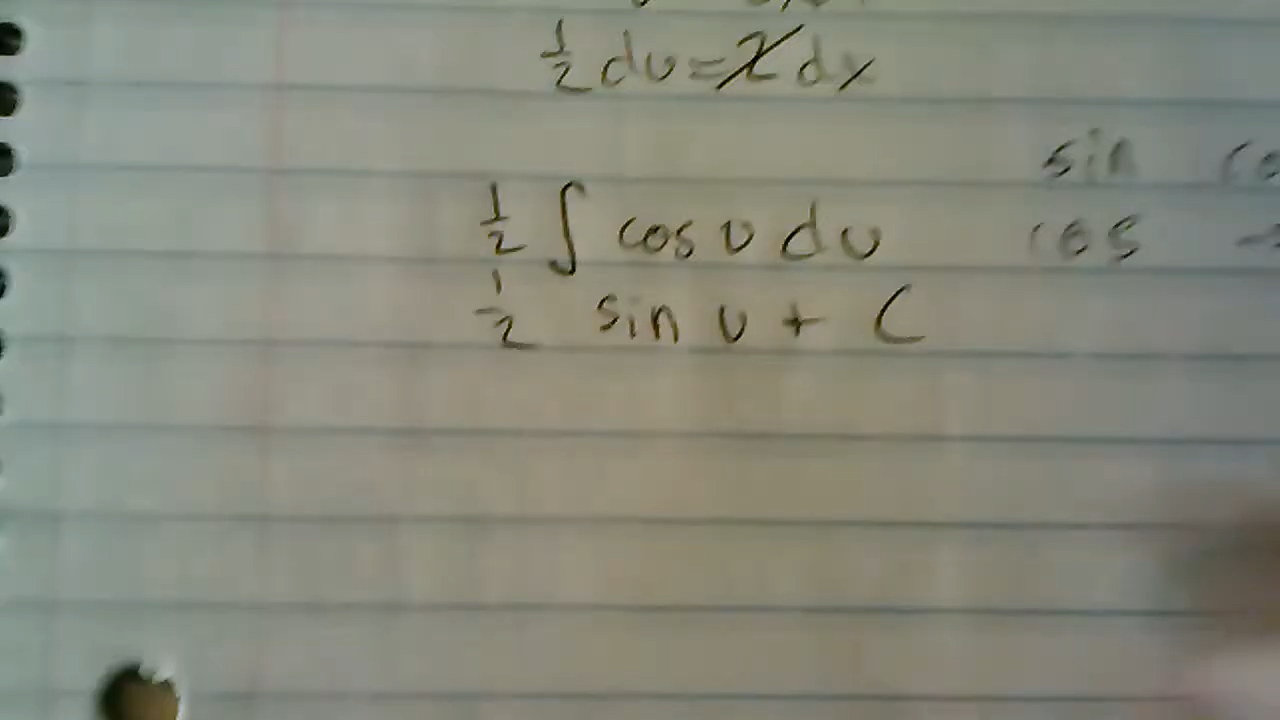 ½ du = x dx
sin
½ ∫ cos u du
cos -
½ sin u + C